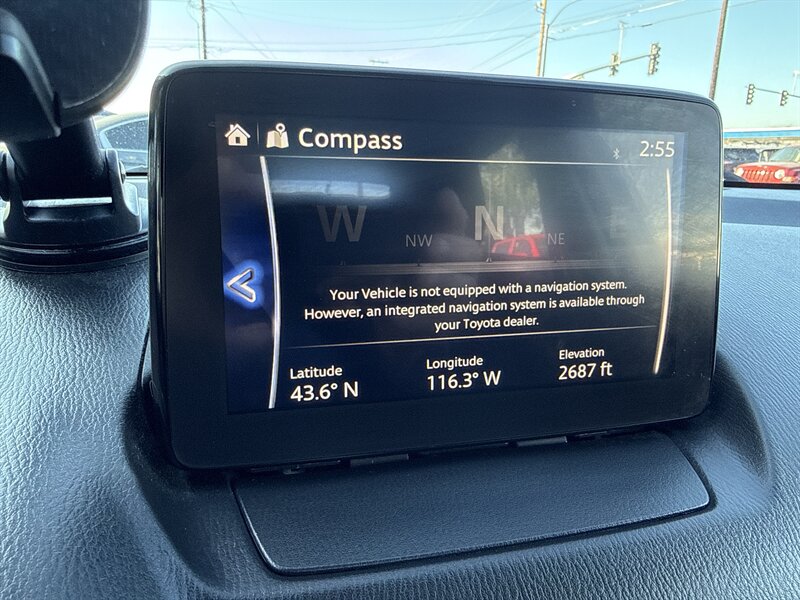 Compass
2:55
W NW N NE
Your Vehicle is not equipped with a navigation system.
However, an integrated navigation system is available through
your Toyota dealer.
Latitude Longitude Elevation
43.6° N 116.3° W 2687 ft